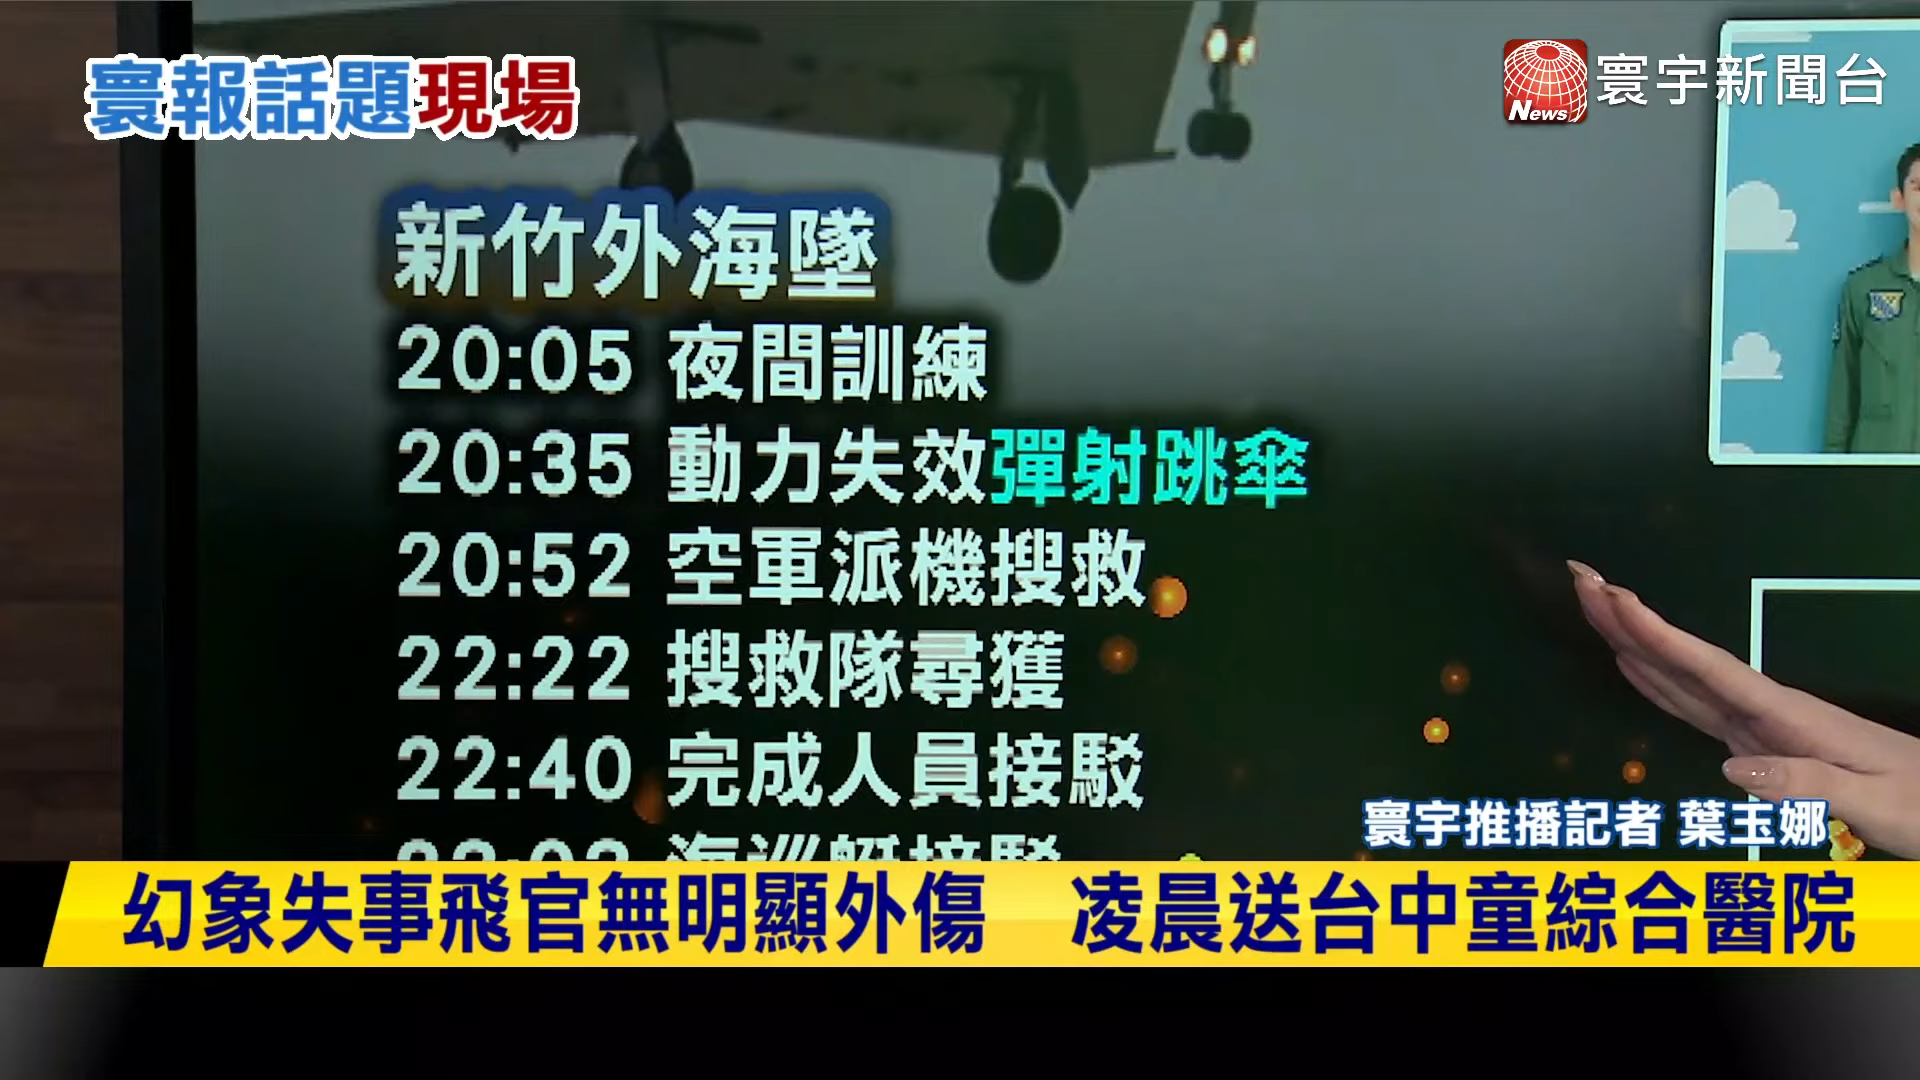 寰報話題現場
News
寰宇新聞台
新竹外海墜
20:05 夜間訓練
20:35 動力失效彈射跳傘
20:52 空軍派機搜救
22:22 搜救隊尋獲
22:40 完成人員接駁
寰宇推播記者 葉玉娜
幻象失事飛官無明顯外傷 凌晨送台中童綜合醫院